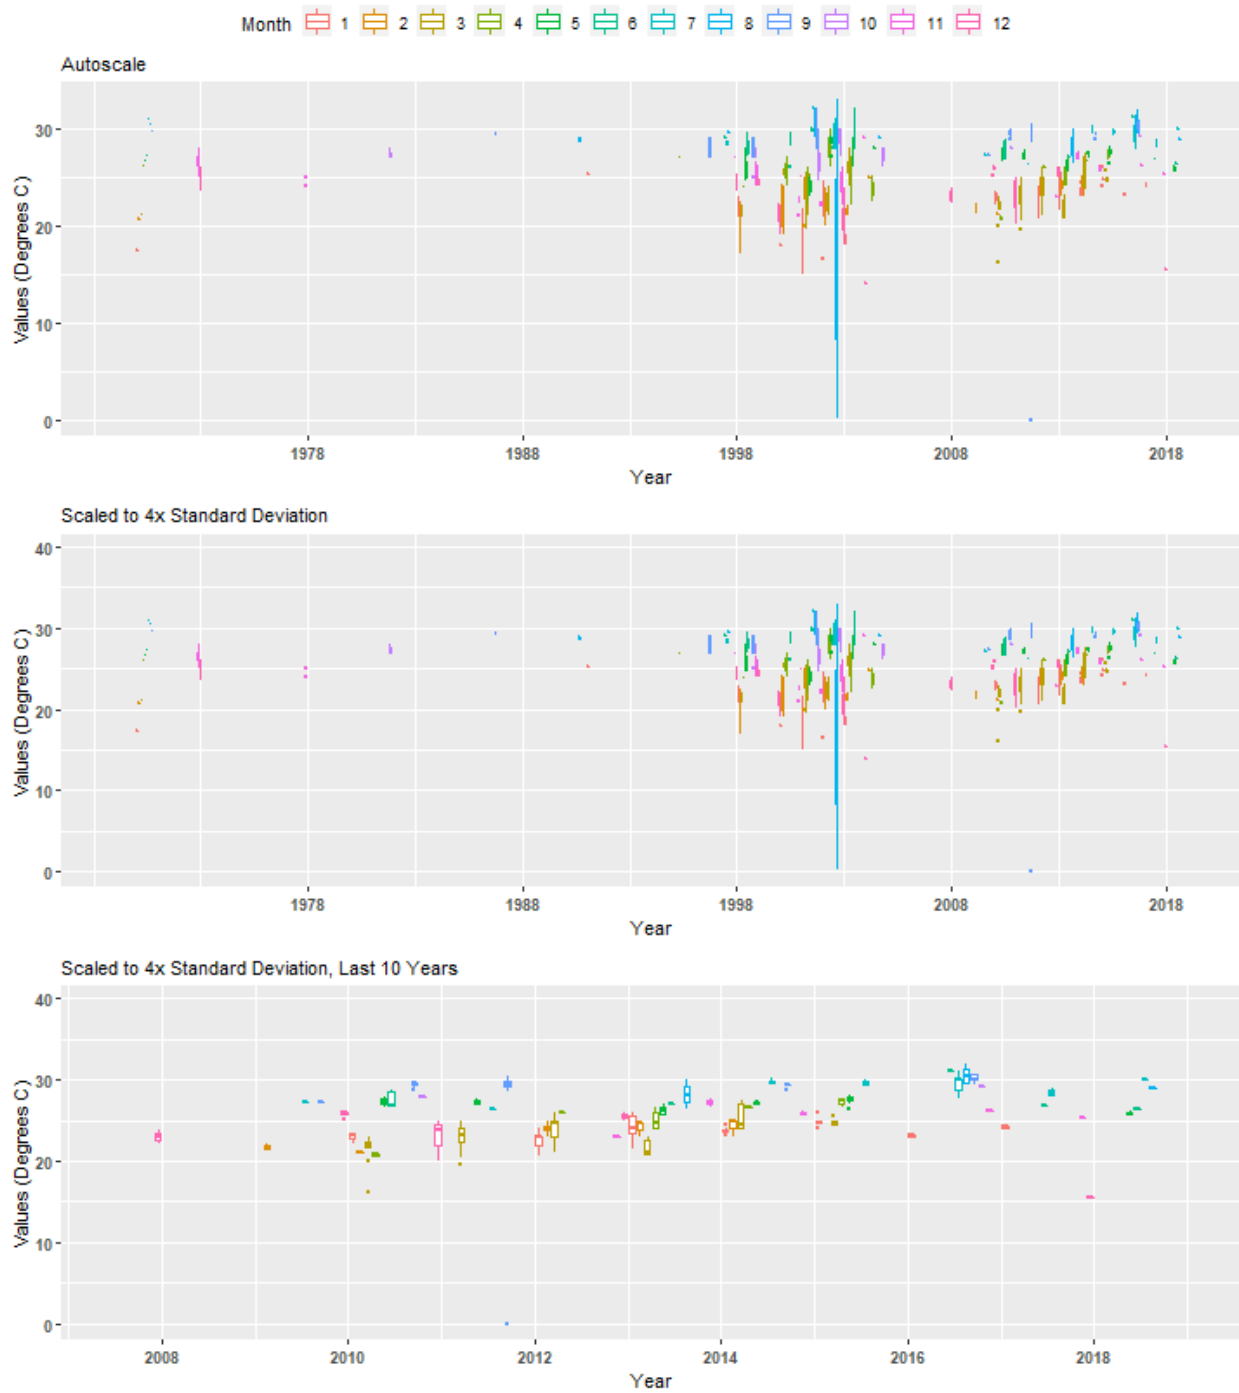 Month 1 2 3 4 5 6 7 8 9 10 11 12
Autoscale
30
20
10
0
Values (Degrees C)
1978 1988 1998 2008 2018
Year
Scaled to 4x Standard Deviation
40
30
20
10
0
Values (Degrees C)
1978 1988 1998 2008 2018
Year
Scaled to 4x Standard Deviation, Last 10 Years
40
30
20
10
0
Values (Degrees C)
2008 2010 2012 2014 2016 2018
Year